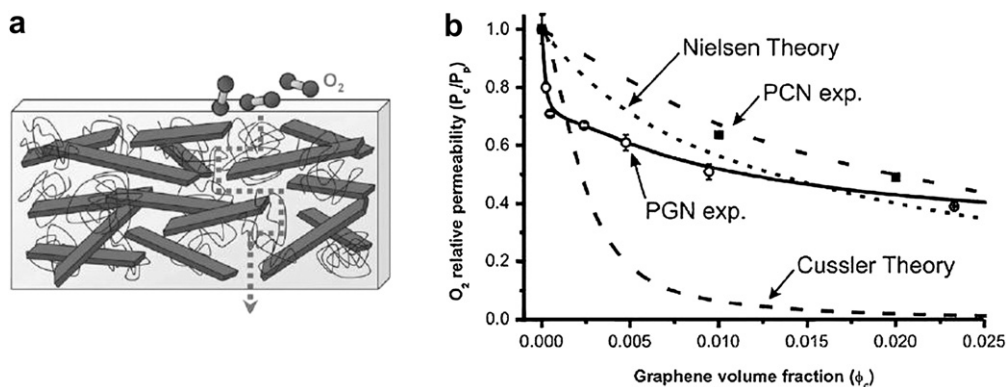 a
O₂
b
O₂ relative permeability (Pc/Pp)
1.0
0.8
0.6
0.4
0.2
0.0
Nielsen Theory
PCN exp.
PGN exp.
Cussler Theory
0.000 0.005 0.010 0.015 0.020 0.025
Graphene volume fraction (ϕc)